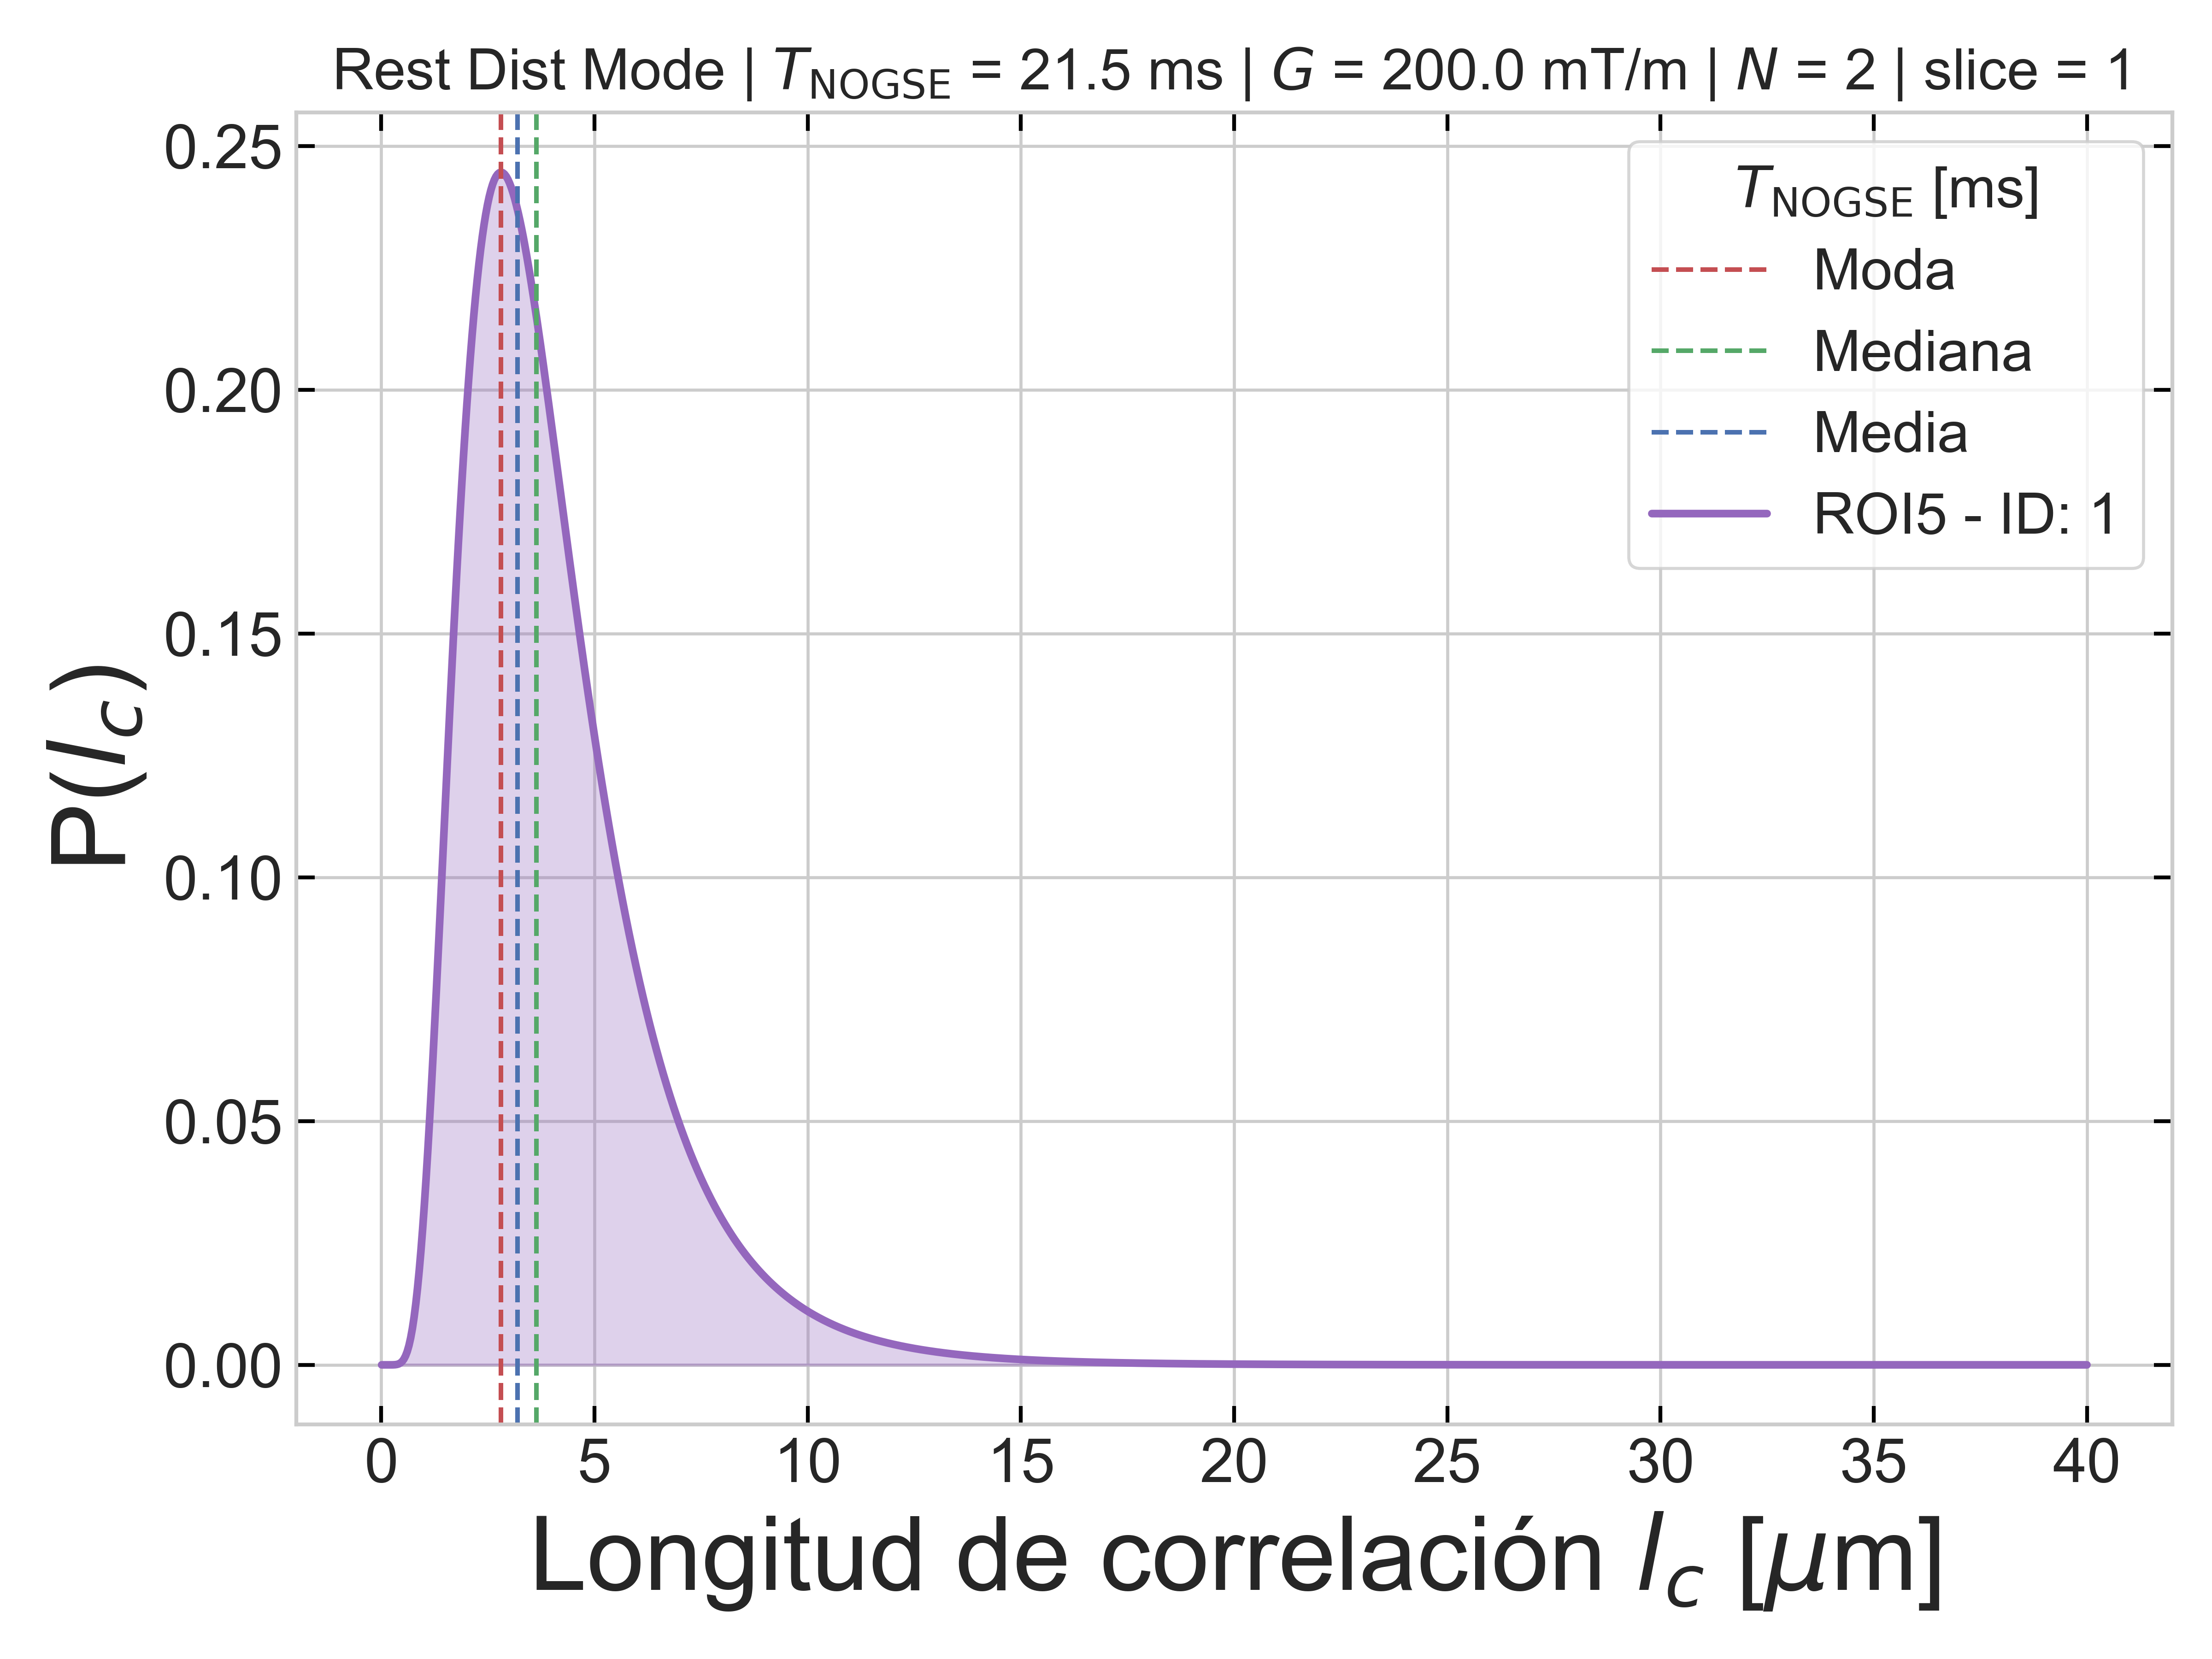 Rest Dist Mode | T_NOGSE = 21.5 ms | G = 200.0 mT/m | N = 2 | slice = 1
T_NOGSE [ms]
Moda
Mediana
Media
ROI5 - ID: 1
P(l_c)
0.25
0.20
0.15
0.10
0.05
0.00
0 5 10 15 20 25 30 35 40
Longitud de correlación l_c [μm]